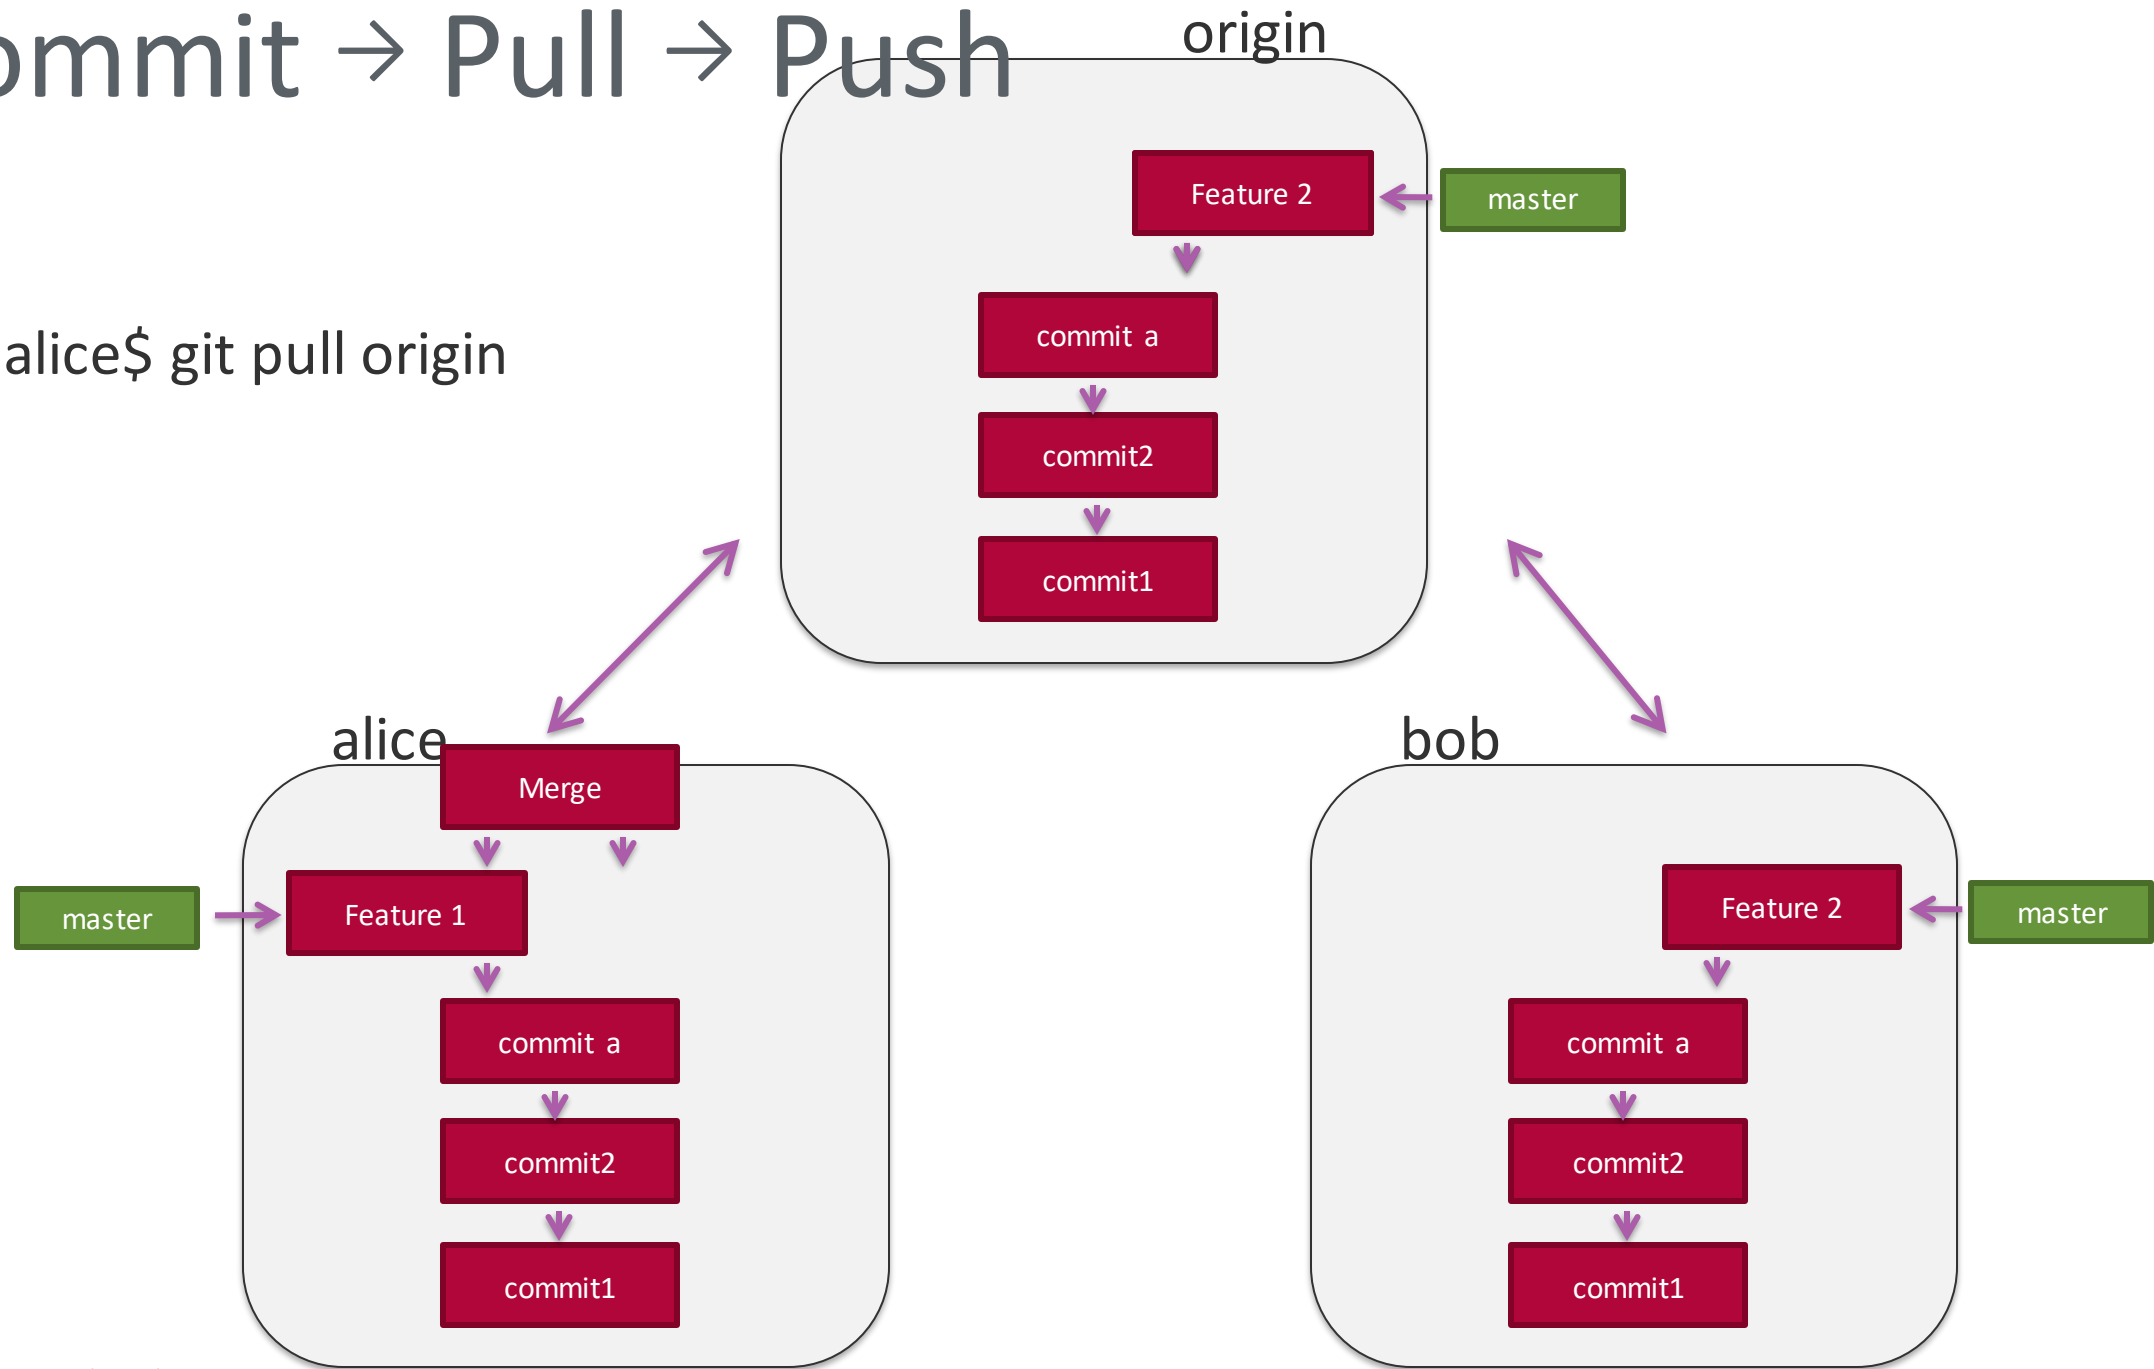 ommit → Pull → Push
origin
Feature 2
master
commit a
alice$ git pull origin
commit2
commit1
alice
Merge
master
Feature 1
commit a
commit2
commit1
bob
Feature 2
master
commit a
commit2
commit1